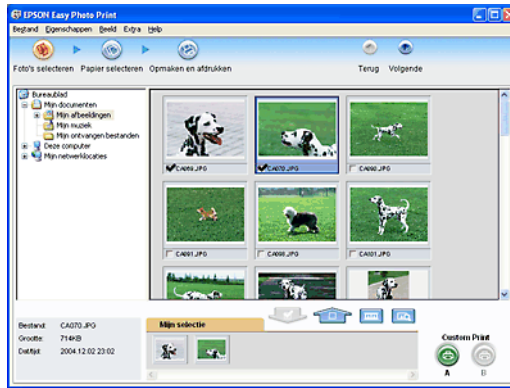 EPSON Easy Photo Print
Bestand Eigenschappen Beeld Extra Help
Foto's selecteren Papier selecteren Opmaken en afdrukken Terug Volgende
Bureaublad
Mijn documenten
Mijn afbeeldingen
Mijn muziek
Mijn ontvangen bestanden
Deze computer
Mijn netwerklocaties
CA070.JPG
CA090.JPG
CA091.JPG CA098.JPG CA101.JPG
Bestand: CA070.JPG
Grootte: 714KB
Dat/tijd: 2004.12.02 23:02
Mijn selectie
Custom Print
A B